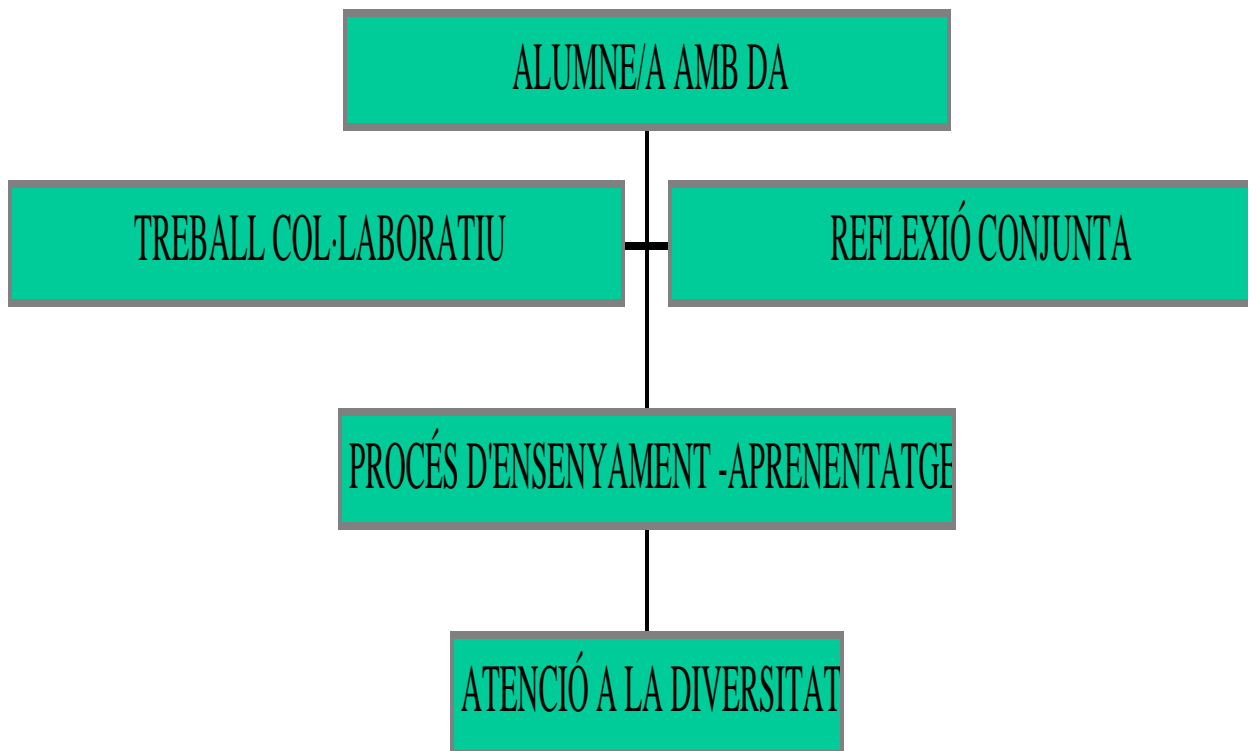 ALUMNE/A AMB DA
TREBALL COL·LABORATIU
REFLEXIÓ CONJUNTA
PROCÉS D'ENSENYAMENT -APRENENTATGE
ATENCIÓ A LA DIVERSITAT